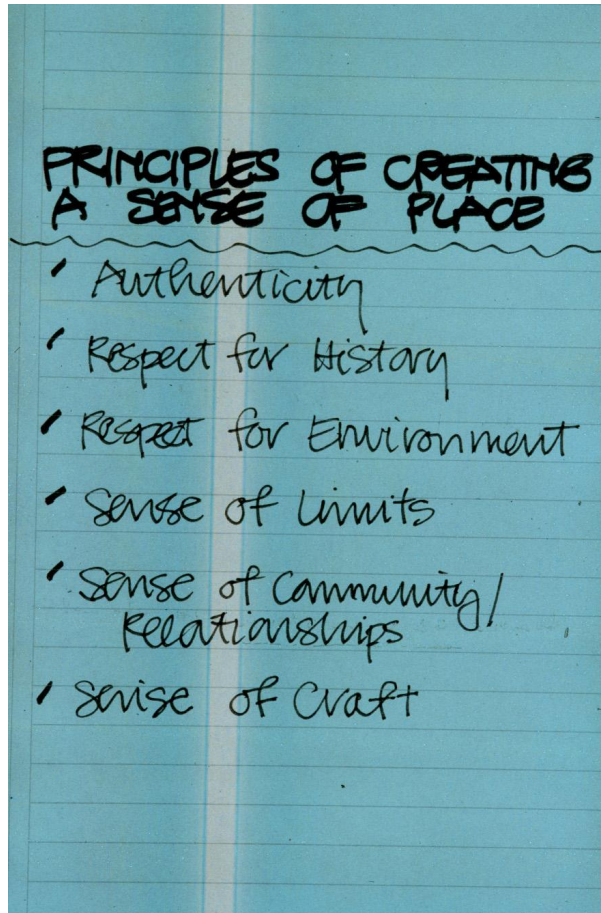 PRINCIPLES OF CREATING
A SENSE OF PLACE
Authenticity
Respect for History
Respect for Environment
Sense of Limits
Sense of Community/
Relationships
Sense of Craft